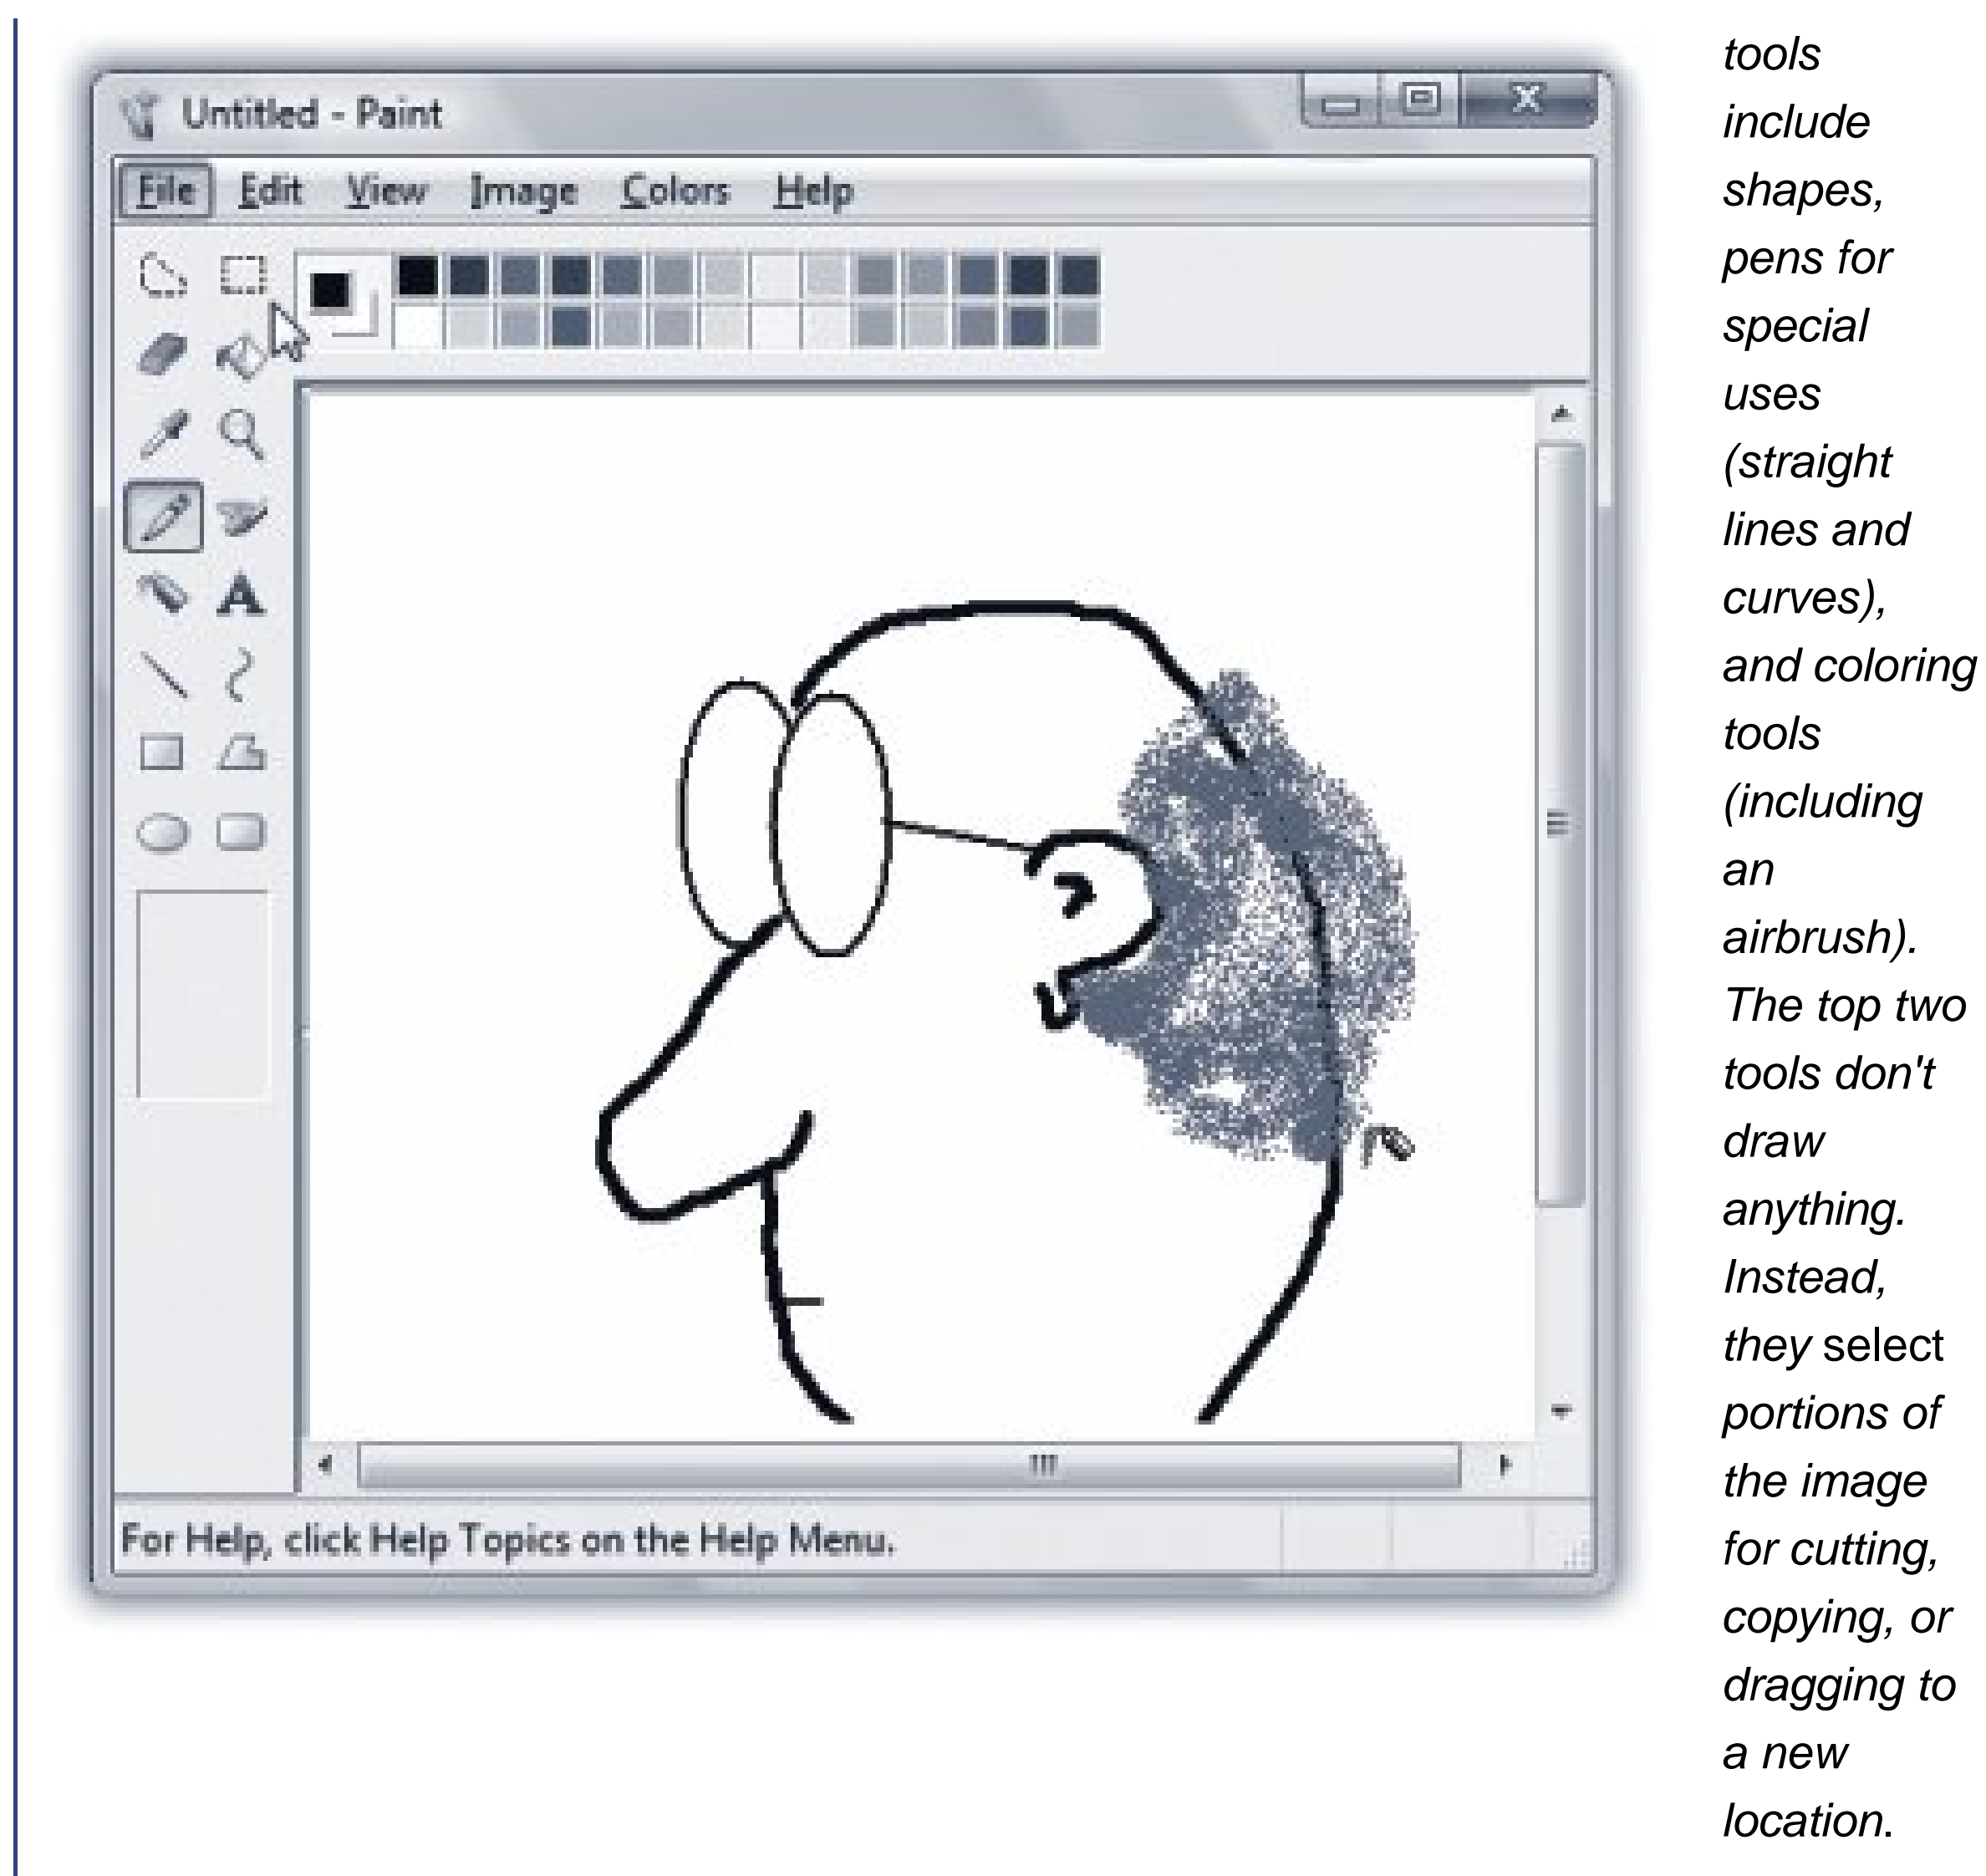 Untitled - Paint
File Edit View Image Colors Help
A
For Help, click Help Topics on the Help Menu.
tools
include
shapes,
pens for
special
uses
(straight
lines and
curves),
and coloring
tools
(including
an
airbrush).
The top two
tools don't
draw
anything.
Instead,
they select
portions of
the image
for cutting,
copying, or
dragging to
a new
location.